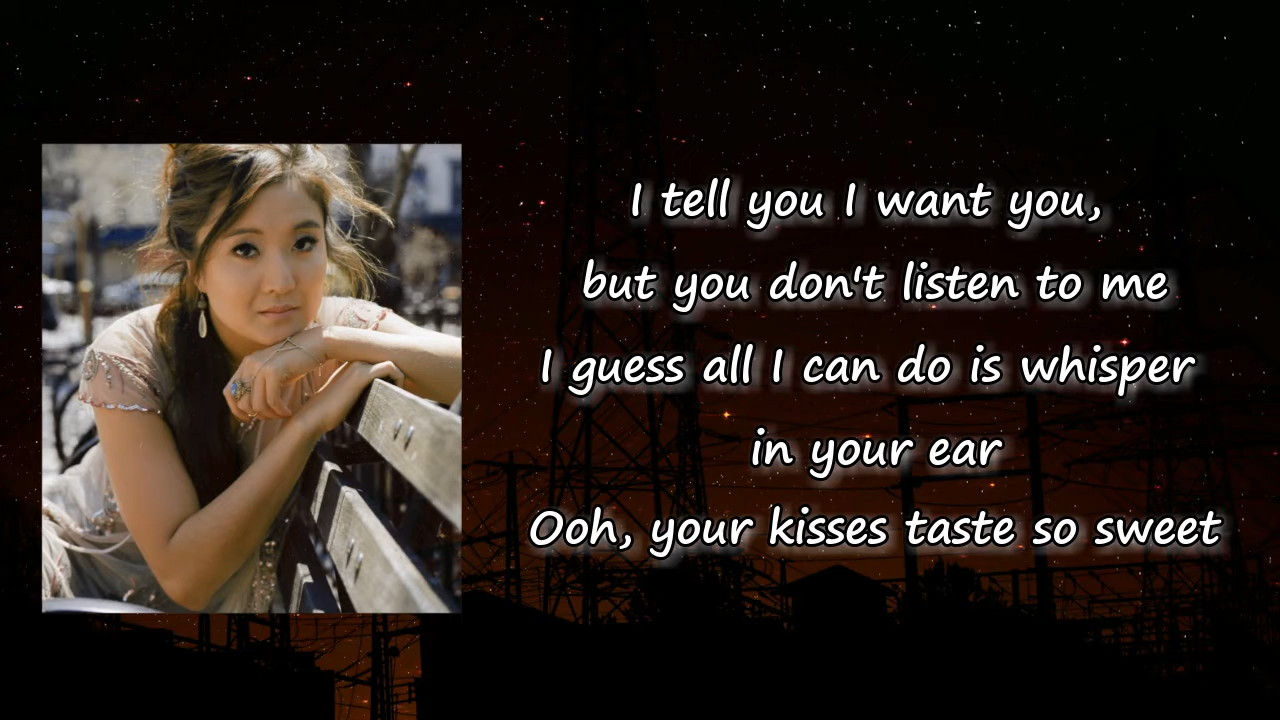 I tell you I want you,
but you don't listen to me
I guess all I can do is whisper
in your ear
Ooh, your kisses taste so sweet